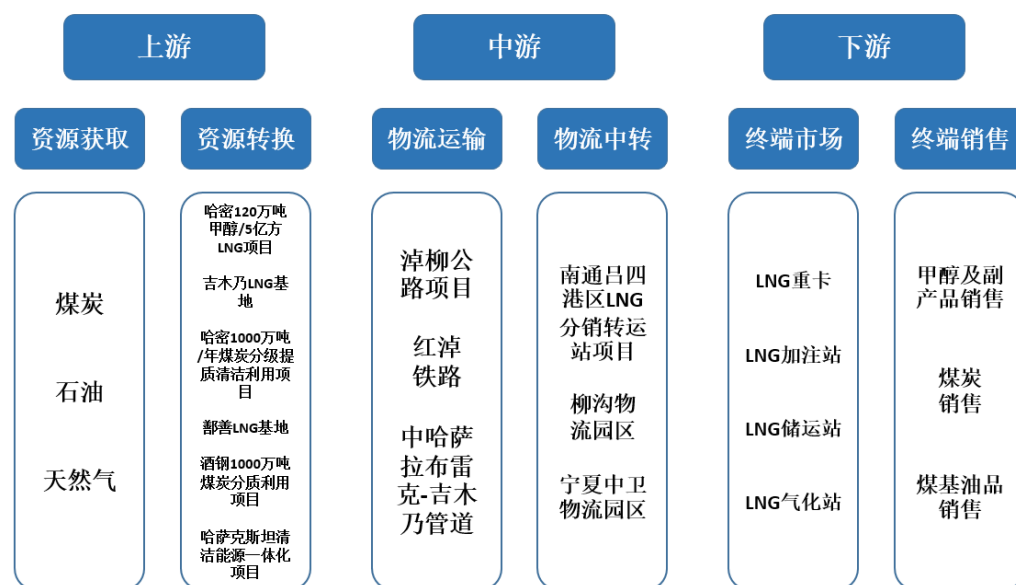 上游
中游
下游
资源获取
资源转换
物流运输
物流中转
终端市场
终端销售
煤炭
石油
天然气
哈密120万吨
甲醇/5亿方
LNG项目
吉木乃LNG基
地
哈密1000万吨
/年煤炭分级提
质清洁利用项
目
鄯善LNG基地
酒钢1000万吨
煤炭分质利用
项目
哈萨克斯坦清
洁能源一体化
项目
淖柳公
路项目
红淖
铁路
中哈萨
拉布雷
克-吉木
乃管道
南通吕四
港区LNG
分销转运
站项目
柳沟物
流园区
宁夏中卫
物流园区
LNG重卡
LNG加注站
LNG储运站
LNG气化站
甲醇及副
产品销售
煤炭
销售
煤基油品
销售